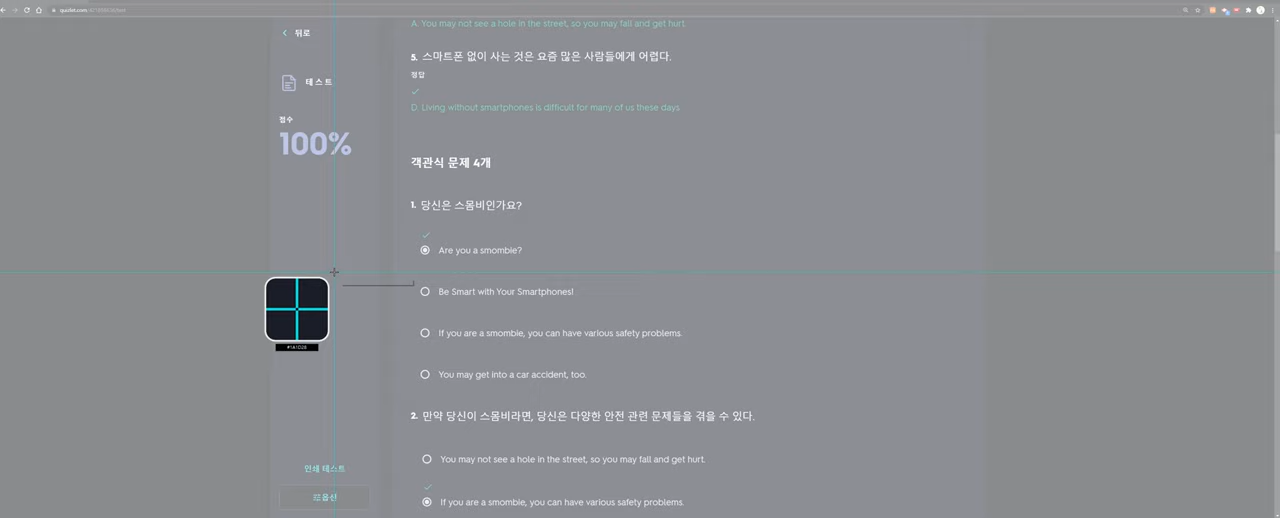 A: You may not see a hole in the street, so you may fall and get hurt.
뒤로
5. 스마트폰 없이 사는 것은 요즘 많은 사람들에게 어렵다.
정답
테스트
D. Living without smartphones is difficult for many of us these days.
점수
100%
객관식 문제 4개
1. 당신은 스몸비인가요?
Are you a smombie?
Be Smart with Your Smartphones!
If you are a smombie, you can have various safety problems.
#1A1D28
You may get into a car accident, too.
2. 만약 당신이 스몸비라면, 당신은 다양한 안전 관련 문제들을 겪을 수 있다.
You may not see a hole in the street, so you may fall and get hurt.
인쇄 테스트
옵션
If you are a smombie, you can have various safety problems.